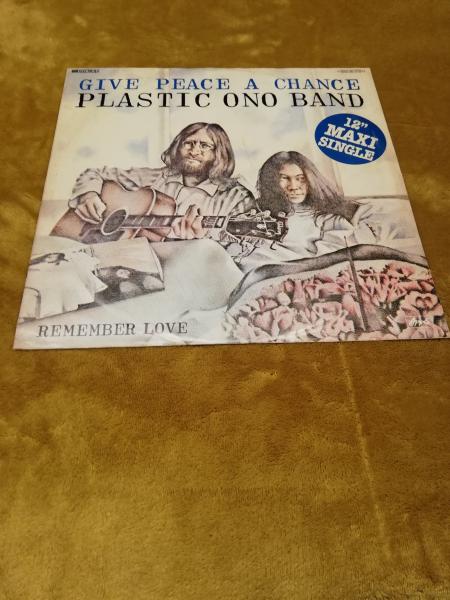 GIVE PEACE A CHANCE
PLASTIC ONO BAND
12"
MAXI
SINGLE
REMEMBER LOVE